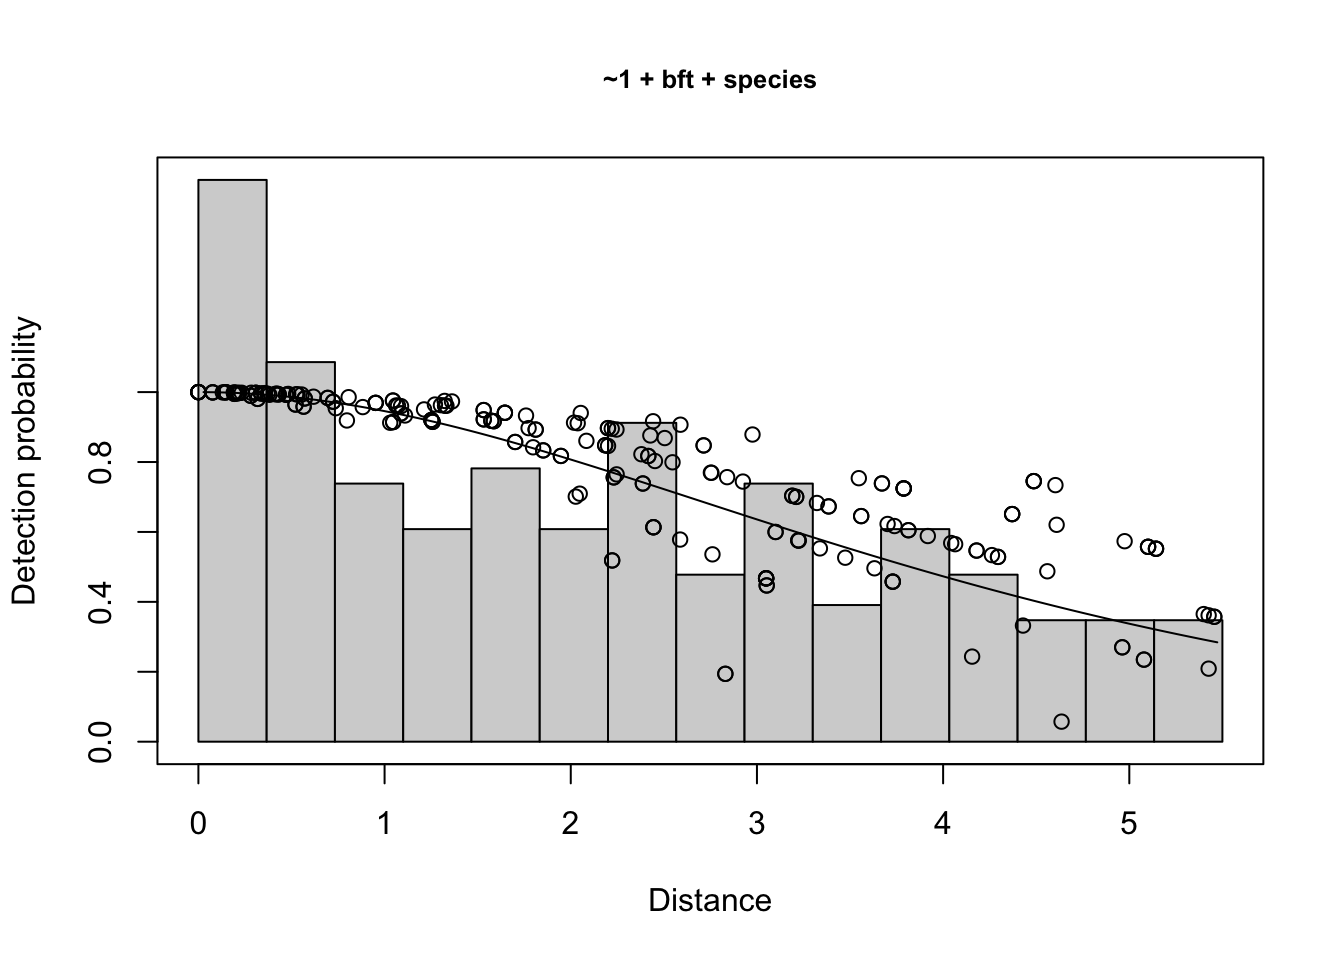 ~1 + bft + species
Detection probability
0.8
0.4
0.0
0 1 2 3 4 5
Distance